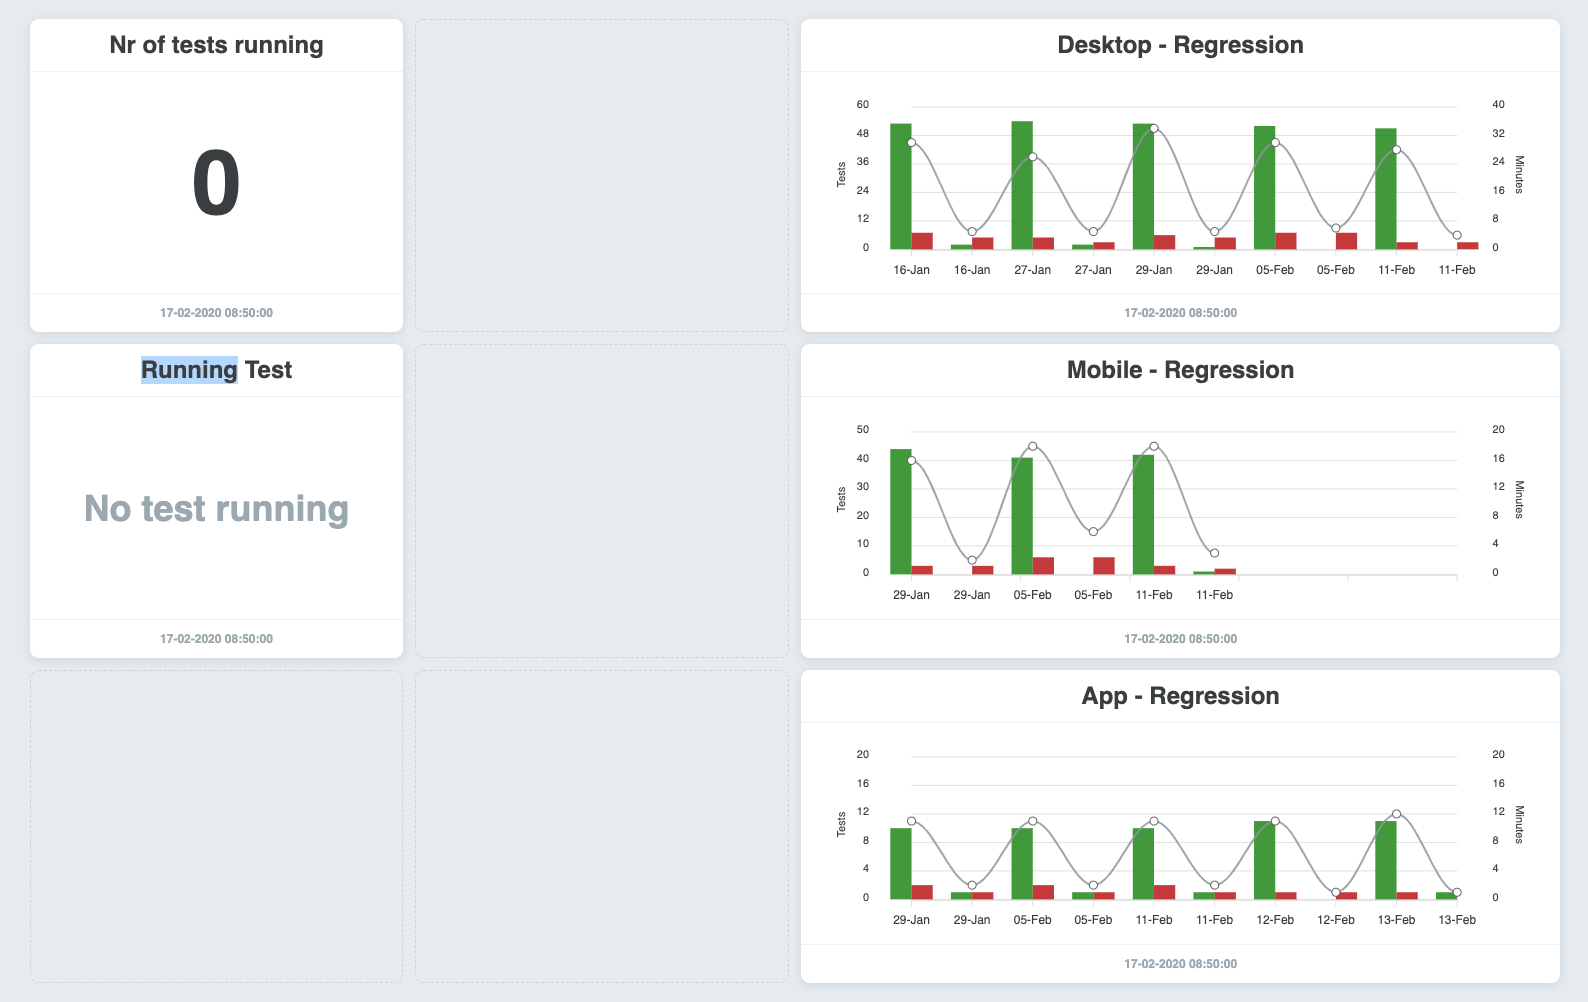 Nr of tests running
0
17-02-2020 08:50:00
Desktop - Regression
60 40
48 32
36 24
24 16
12 8
0 0
Tests
Minutes
16-Jan 16-Jan 27-Jan 27-Jan 29-Jan 29-Jan 05-Feb 05-Feb 11-Feb 11-Feb
17-02-2020 08:50:00
Running Test
No test running
17-02-2020 08:50:00
Mobile - Regression
50 20
40 16
30 12
20 8
10 4
0 0
Tests
Minutes
29-Jan 29-Jan 05-Feb 05-Feb 11-Feb 11-Feb
17-02-2020 08:50:00
App - Regression
20 20
16 16
12 12
8 8
4 4
0 0
Tests
Minutes
29-Jan 29-Jan 05-Feb 05-Feb 11-Feb 11-Feb 12-Feb 12-Feb 13-Feb 13-Feb
17-02-2020 08:50:00